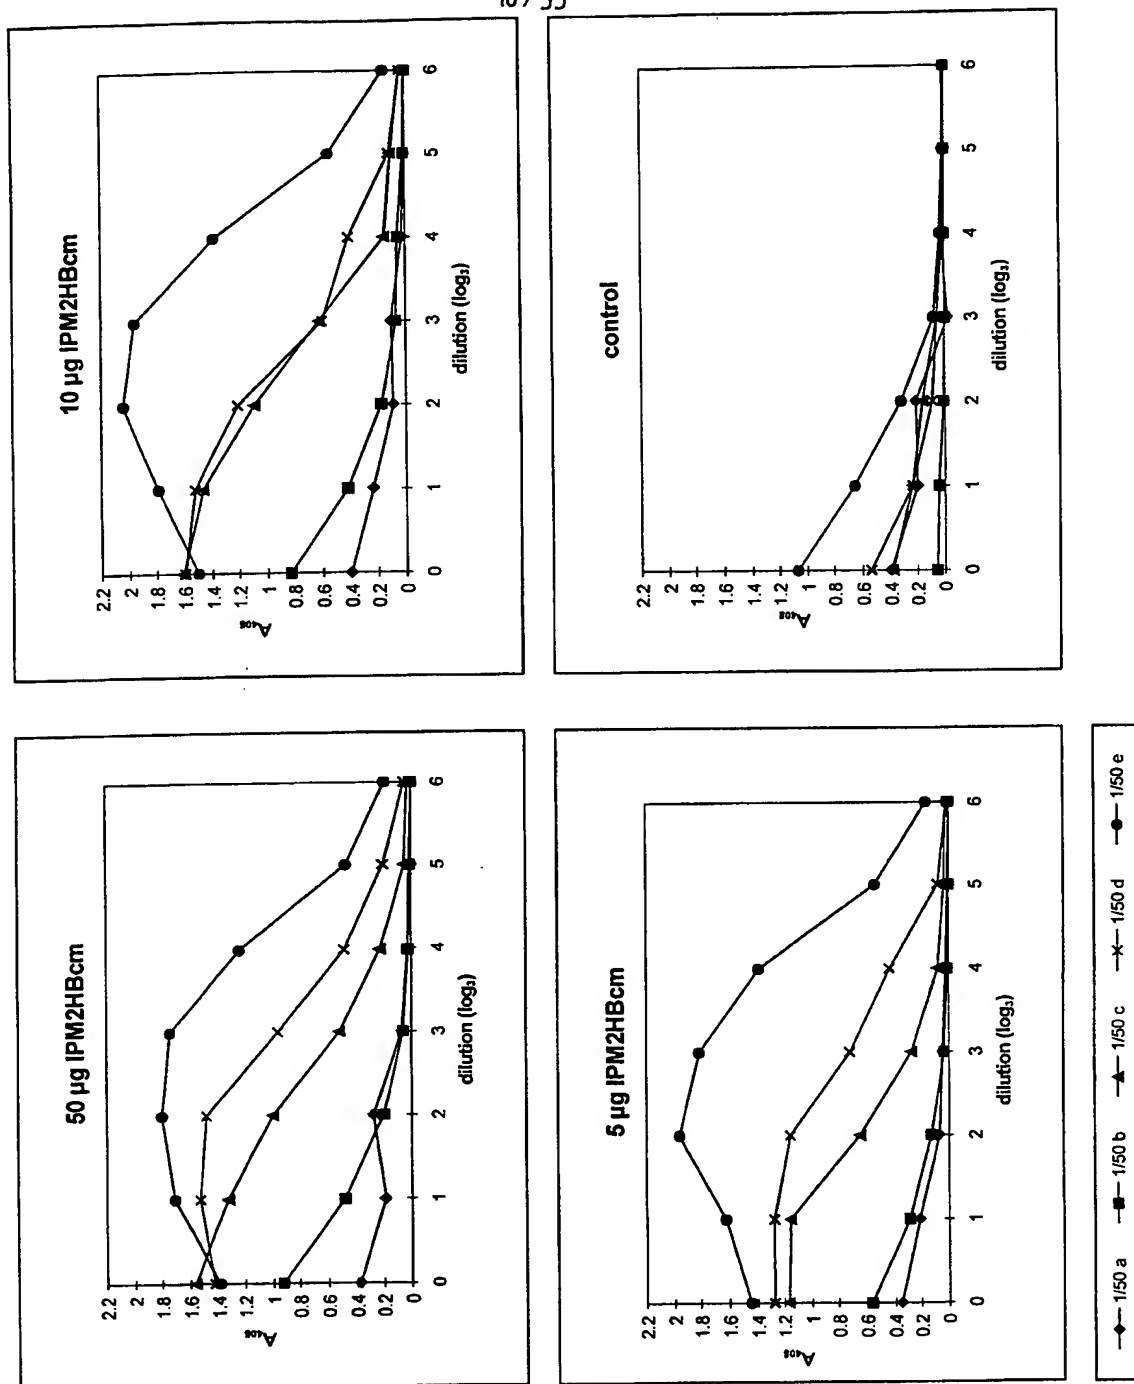 50 µg IPM2HBcm
2.2
2
1.8
1.6
1.4
1.2
1
0.8
0.6
0.4
0.2
0
A₄₀₅
0 1 2 3 4 5 6
dilution (log₃)
10 µg IPM2HBcm
2.2
2
1.8
1.6
1.4
1.2
1
0.8
0.6
0.4
0.2
0
A₄₀₅
0 1 2 3 4 5 6
dilution (log₃)
5 µg IPM2HBcm
2.2
2
1.8
1.6
1.4
1.2
1
0.8
0.6
0.4
0.2
0
A₄₀₅
0 1 2 3 4 5 6
dilution (log₃)
control
2.2
2
1.8
1.6
1.4
1.2
1
0.8
0.6
0.4
0.2
0
A₄₀₅
0 1 2 3 4 5 6
dilution (log₃)
1/50 a 1/50 b 1/50 c 1/50 d 1/50 e